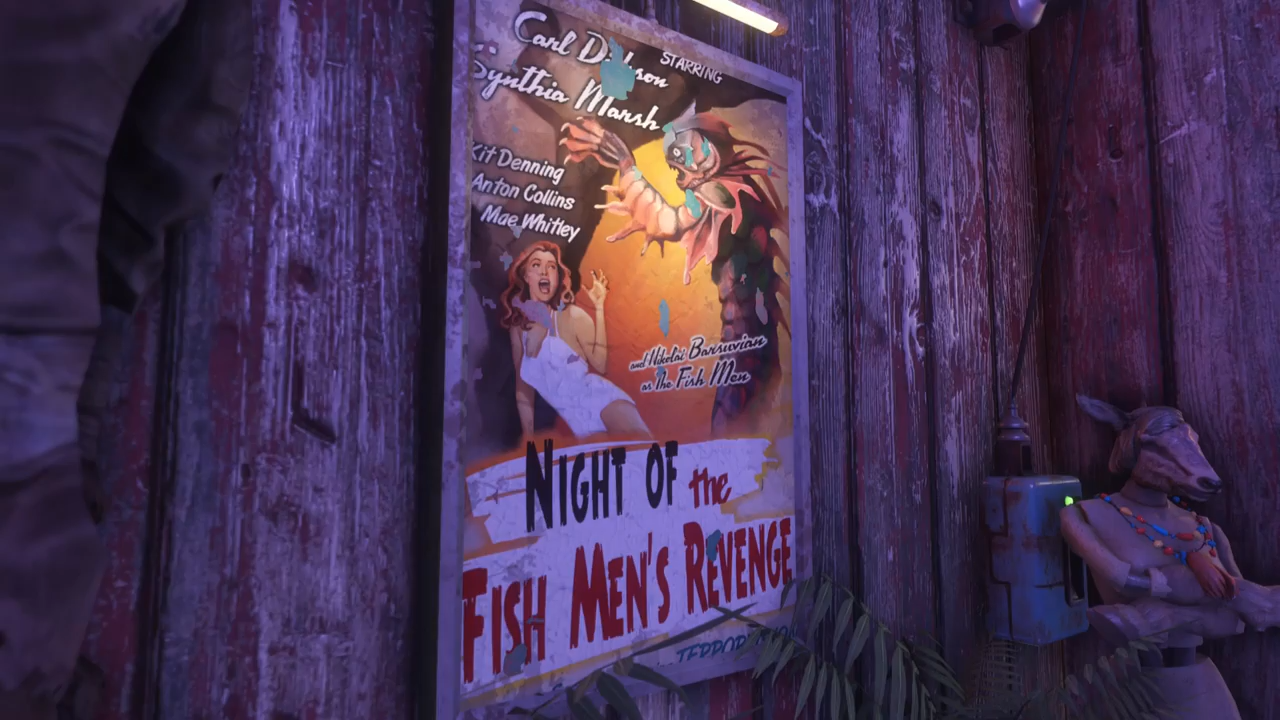 STARRING
Carl
Synthia Marsh
Kit Denning
Anton Collins
Mae Whitley
and Nikolai Barsuvian
as The Fish Men
NIGHT OF the
FISH MEN'S REVENGE